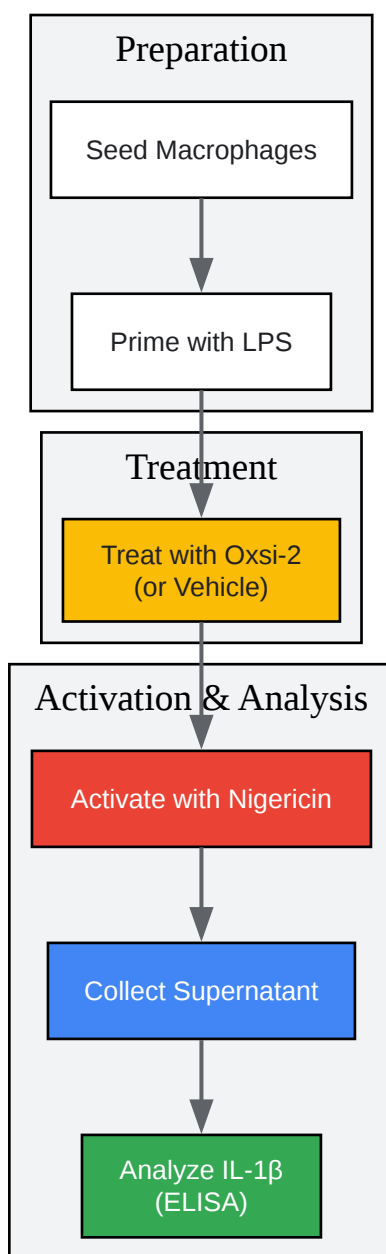 Preparation
Seed Macrophages
Prime with LPS
Treatment
Treat with Oxsi-2
(or Vehicle)
Activation & Analysis
Activate with Nigericin
Collect Supernatant
Analyze IL-1β
(ELISA)